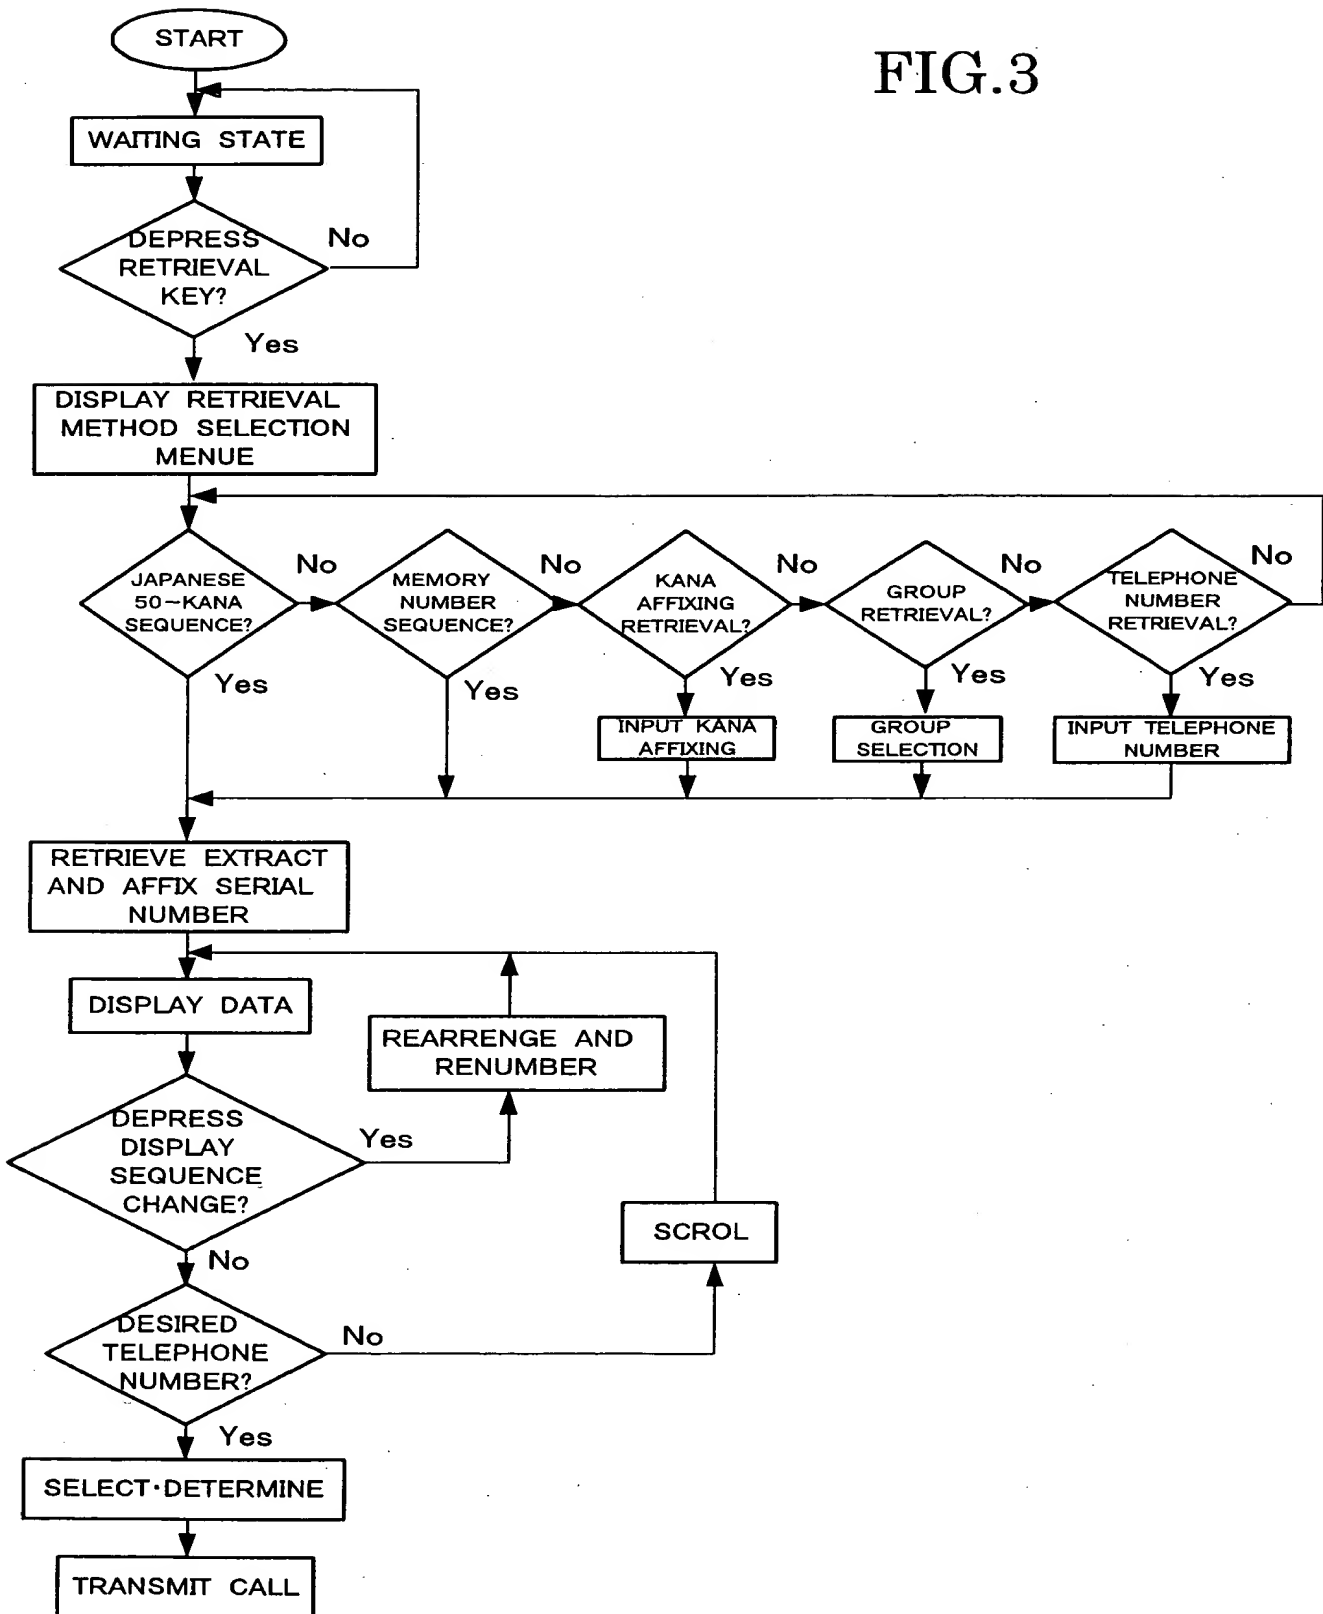 START
FIG.3
WAITING STATE
DEPRESS
RETRIEVAL
KEY?
No
Yes
DISPLAY RETRIEVAL
METHOD SELECTION
MENUE
JAPANESE
50-KANA
SEQUENCE?
No
Yes
MEMORY
NUMBER
SEQUENCE?
No
Yes
KANA
AFFIXING
RETRIEVAL?
No
Yes
GROUP
RETRIEVAL?
No
Yes
TELEPHONE
NUMBER
RETRIEVAL?
No
Yes
INPUT KANA
AFFIXING
GROUP
SELECTION
INPUT TELEPHONE
NUMBER
RETRIEVE EXTRACT
AND AFFIX SERIAL
NUMBER
DISPLAY DATA
REARRENGE AND
RENUMBER
DEPRESS
DISPLAY
SEQUENCE
CHANGE?
Yes
No
SCROL
DESIRED
TELEPHONE
NUMBER?
No
Yes
SELECT·DETERMINE
TRANSMIT CALL